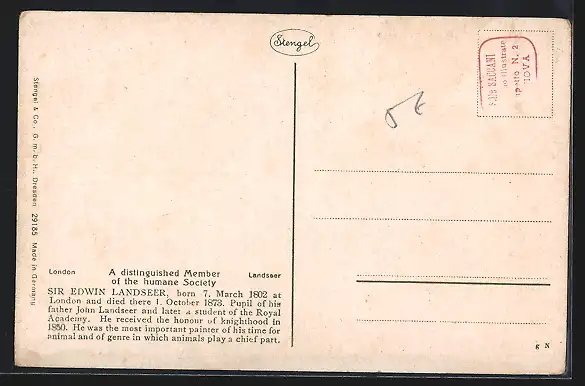 Stengel
Stengel & Co., G. m. b. H., Dresden 29185 Made in Germany
London A distinguished Member Landseer
of the humane Society
SIR EDWIN LANDSEER, born 7. March 1802 at
London and died there 1. October 1873. Pupil of his
father John Landseer and later a student of the Royal
Academy. He received the honour of knighthood in
1850. He was the most important painter of his time for
animal and of genre in which animals play a chief part.
g N